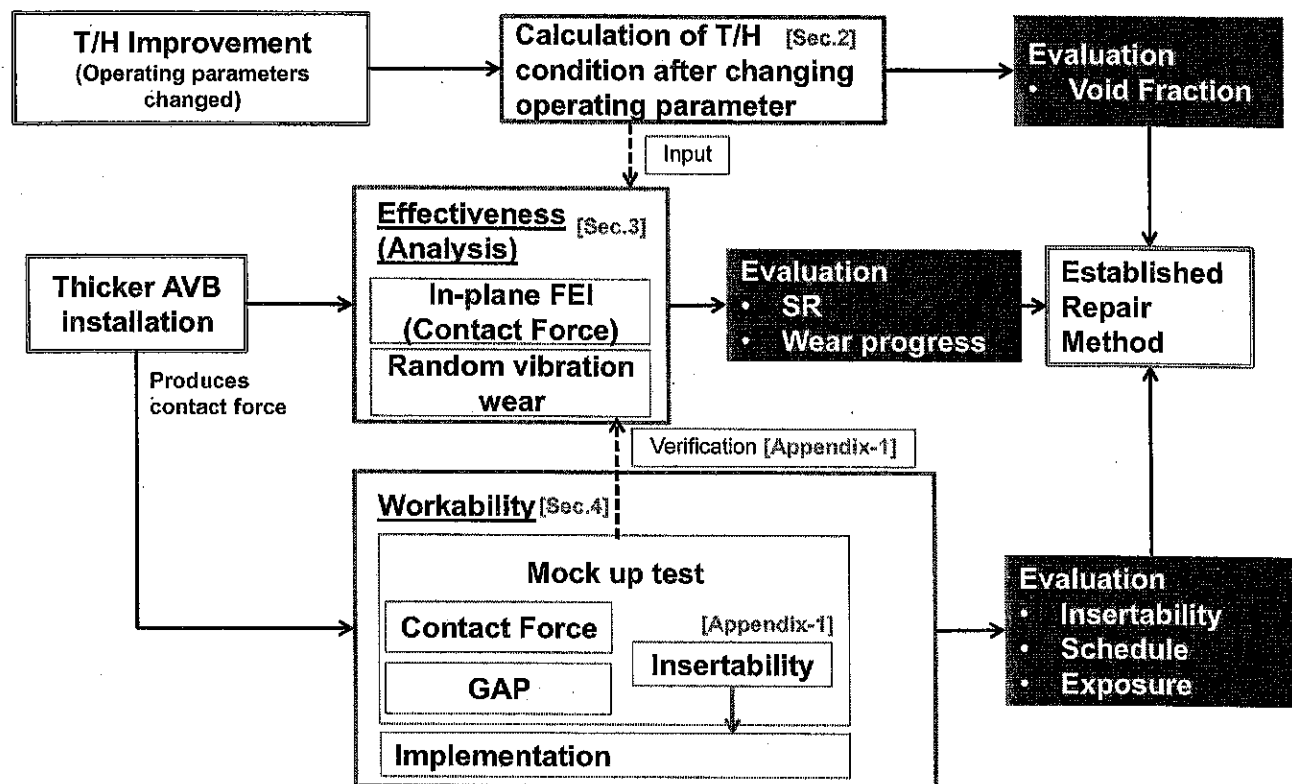 T/H Improvement
(Operating parameters
changed)
Calculation of T/H [Sec.2]
condition after changing
operating parameter
Evaluation
• Void Fraction
Input
Effectiveness [Sec.3]
(Analysis)
In-plane FEI
(Contact Force)
Random vibration
wear
Thicker AVB
installation
Produces
contact force
Evaluation
• SR
• Wear progress
Established
Repair
Method
Verification [Appendix-1]
Workability [Sec.4]
Mock up test
Contact Force
GAP
[Appendix-1]
Insertability
Implementation
Evaluation
• Insertability
• Schedule
• Exposure